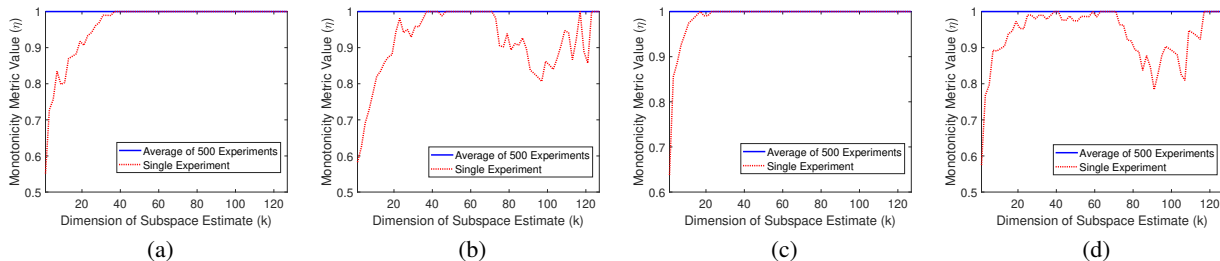 Monotonicity Metric Value (η)
1
0.9
0.8
0.7
0.6
0.5
Average of 500 Experiments
Single Experiment
20 40 60 80 100 120
Dimension of Subspace Estimate (k)
(a)
Monotonicity Metric Value (η)
1
0.9
0.8
0.7
0.6
0.5
Average of 500 Experiments
Single Experiment
20 40 60 80 100 120
Dimension of Subspace Estimate (k)
(b)
Monotonicity Metric Value (η)
1
0.9
0.8
0.7
0.6
Average of 500 Experiments
Single Experiment
20 40 60 80 100 120
Dimension of Subspace Estimate (k)
(c)
Monotonicity Metric Value (η)
1
0.9
0.8
0.7
0.6
0.5
Average of 500 Experiments
Single Experiment
20 40 60 80 100 120
Dimension of Subspace Estimate (k)
(d)